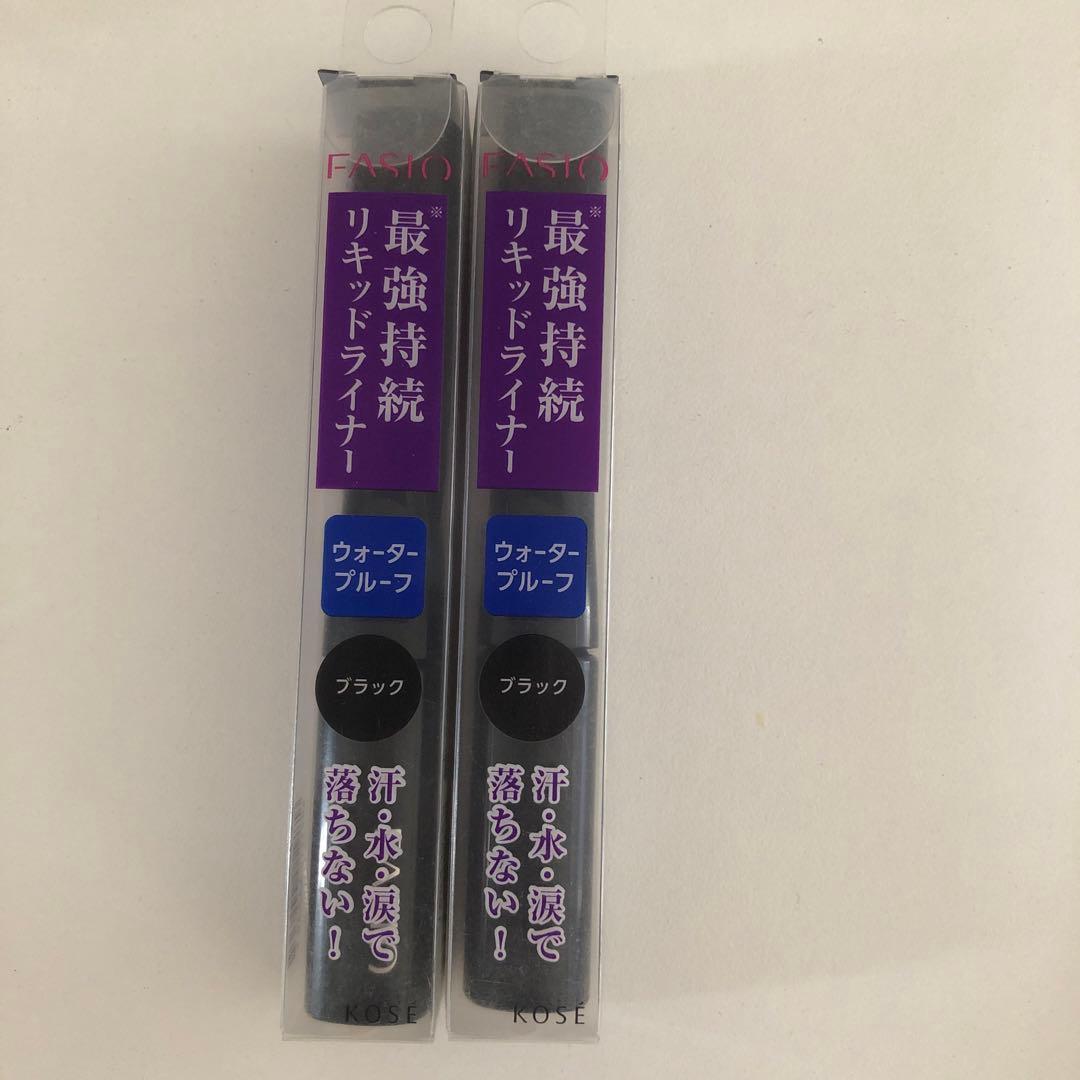 FASIO
※
最強持続
リキッドライナー
ウォーター
プルーフ
ブラック
汗・水・涙で
落ちない！
KOSÉ
FASIO
※
最強持続
リキッドライナー
ウォーター
プルーフ
ブラック
汗・水・涙で
落ちない！
KOSÉ